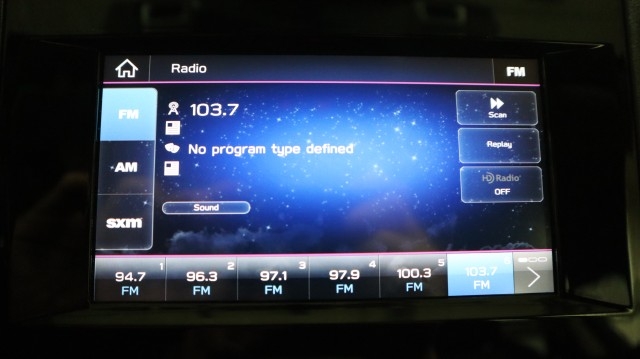 Radio
FM
FM
103.7
Scan
No program type defined
Replay
AM
HD Radio
OFF
Sound
sxm
1
2
3
4
5
94.7
96.3
97.1
97.9
100.3
103.7
FM
FM
FM
FM
FM
FM